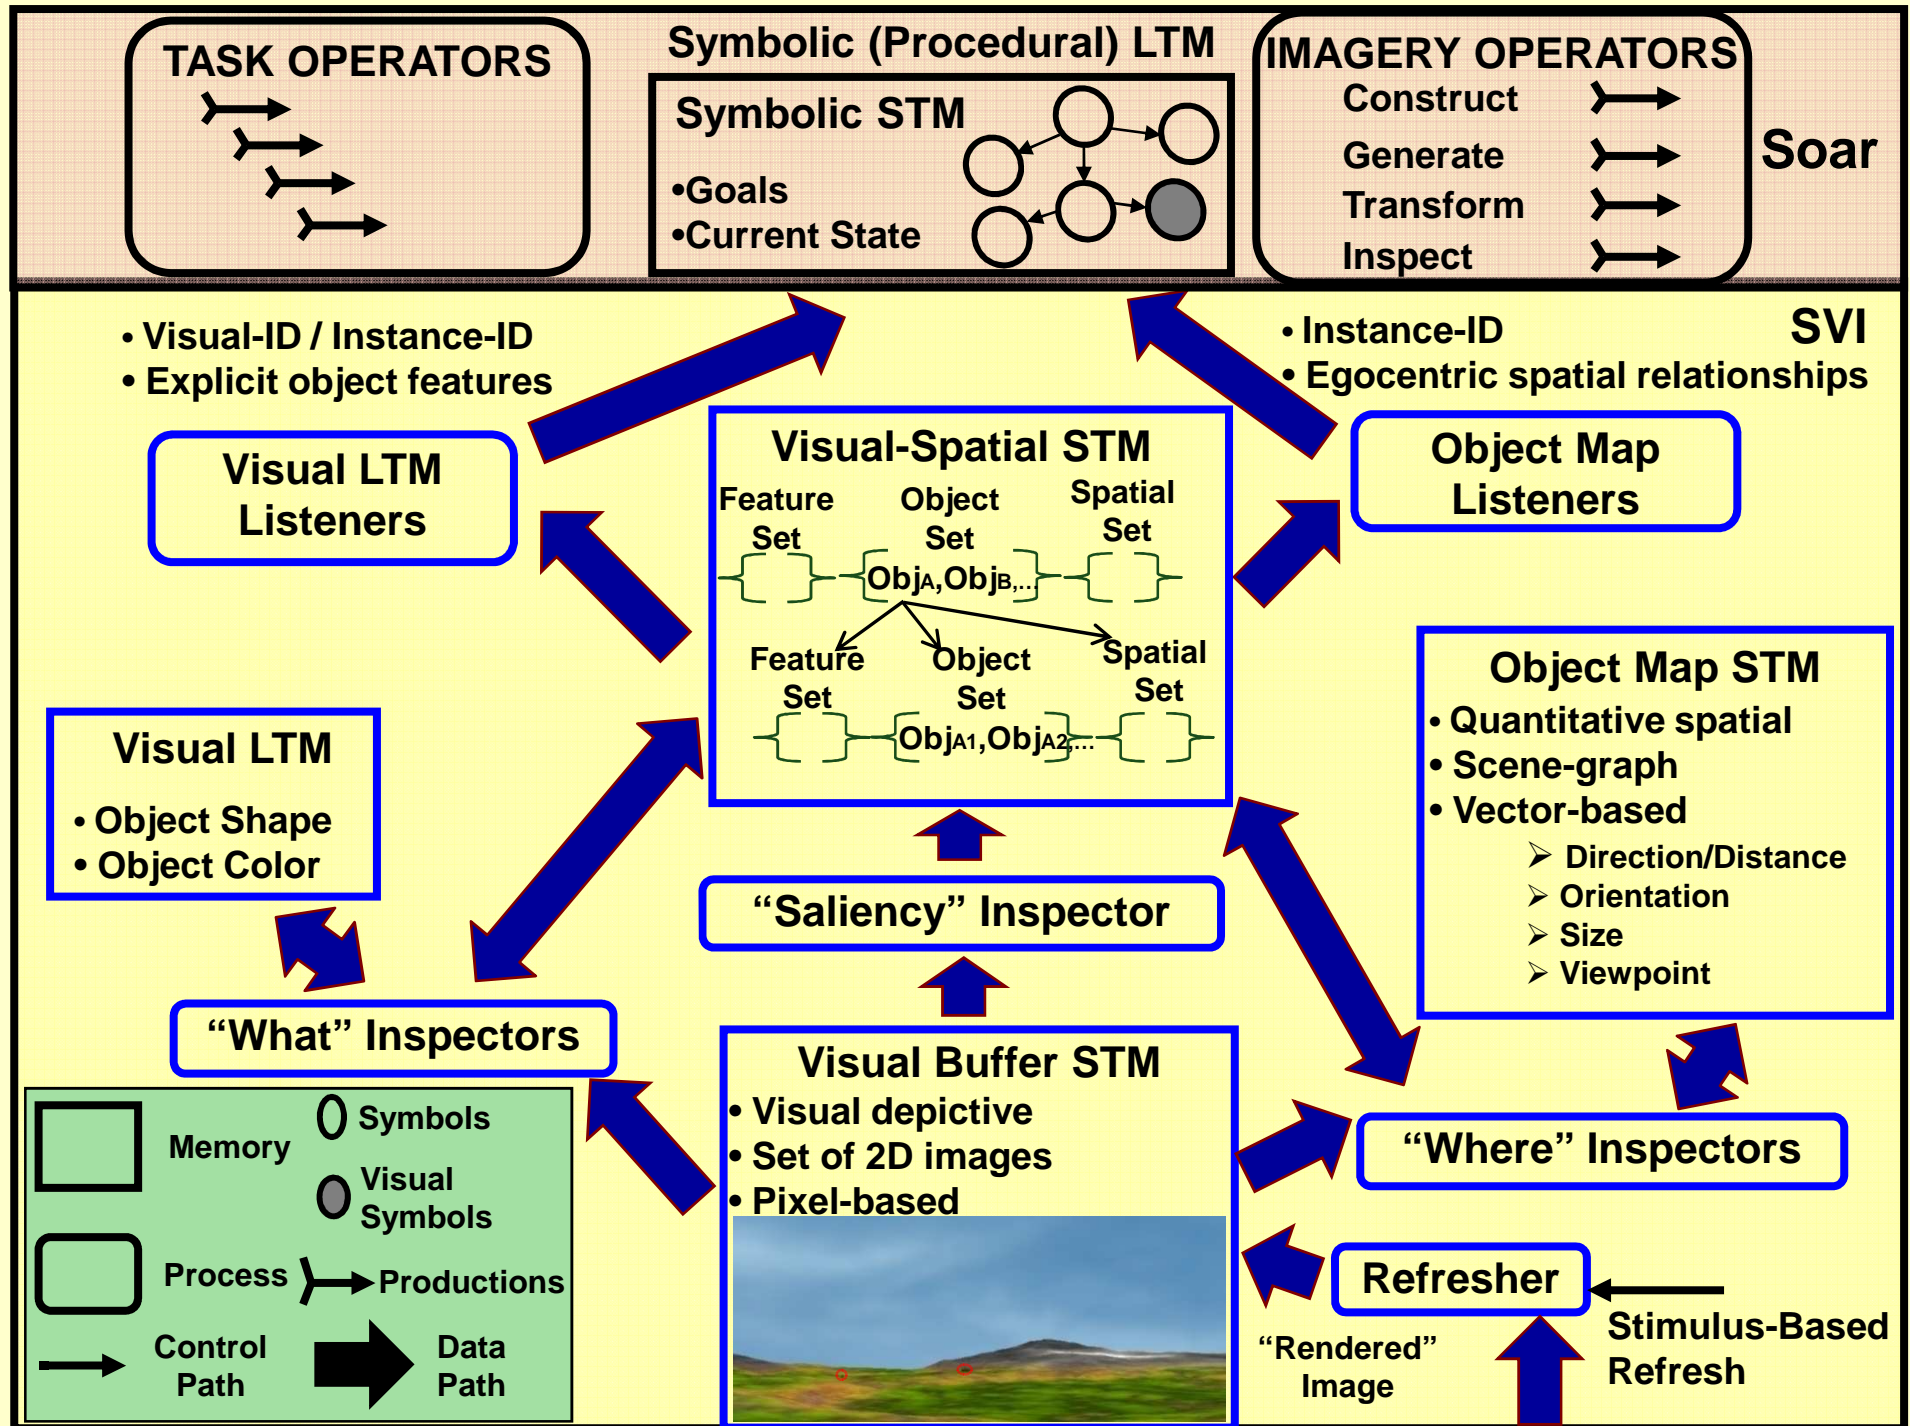 TASK OPERATORS
Symbolic (Procedural) LTM
Symbolic STM
•Goals
•Current State
IMAGERY OPERATORS
Construct
Generate
Transform
Inspect
Soar
SVI
• Visual-ID / Instance-ID
• Explicit object features
• Instance-ID
• Egocentric spatial relationships
Visual LTM
Listeners
Visual-Spatial STM
Feature
Set
Object
Set
Spatial
Set
ObjA,ObjB,...
Feature
Set
Object
Set
Spatial
Set
ObjA1,ObjA2,...
Object Map
Listeners
Object Map STM
• Quantitative spatial
• Scene-graph
• Vector-based
➢ Direction/Distance
➢ Orientation
➢ Size
➢ Viewpoint
Visual LTM
• Object Shape
• Object Color
“Saliency” Inspector
“What” Inspectors
Visual Buffer STM
• Visual depictive
• Set of 2D images
• Pixel-based
“Where” Inspectors
Refresher
“Rendered”
Image
Stimulus-Based
Refresh
Memory
Symbols
Visual
Symbols
Process
Productions
Control
Path
Data
Path